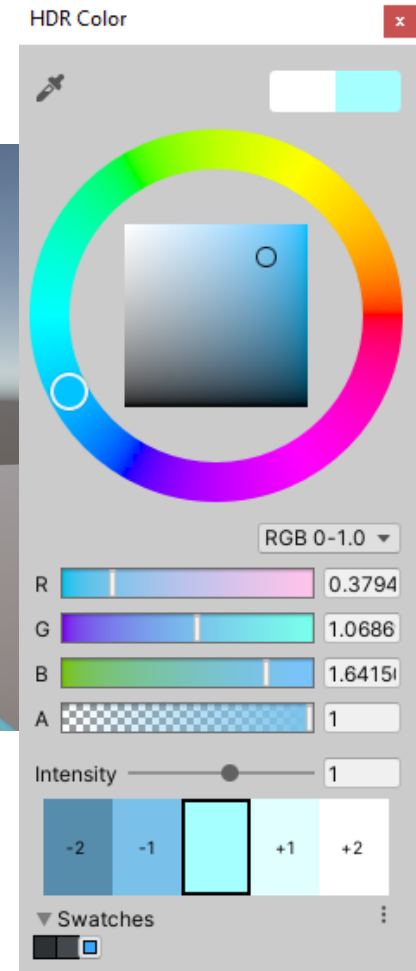 HDR Color
x
RGB 0-1.0
R 0.3794
G 1.0686
B 1.6415
A 1
Intensity 1
-2 -1 +1 +2
Swatches